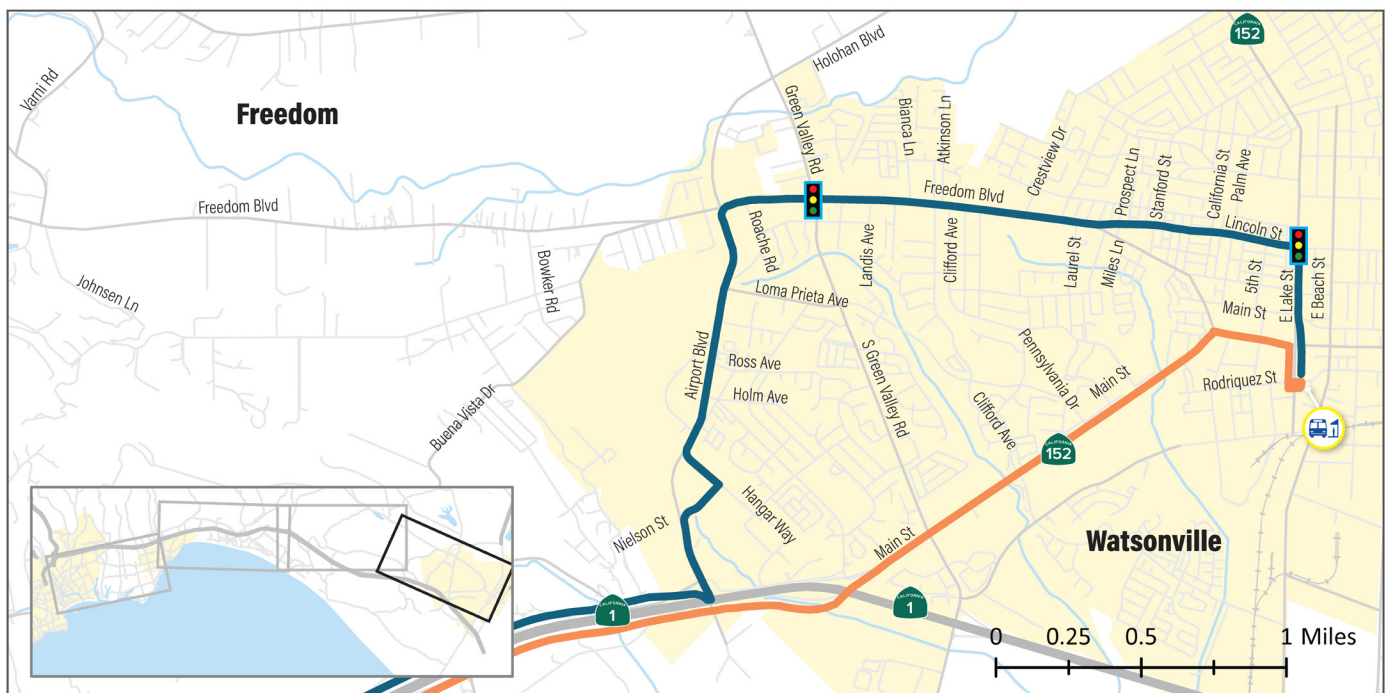 CALIFORNIA
152
Holohan Blvd
Varni Rd
Freedom
Green Valley Rd
Bianca Ln
Atkinson Ln
Crestview Dr
Prospect Ln
Stanford St
California St
Palm Ave
Freedom Blvd
Freedom Blvd
Lincoln St
Roache Rd
Landis Ave
Clifford Ave
Laurel St
Miles Ln
5th St
E Lake St
E Beach St
Bowker Rd
Johnsen Ln
Loma Prieta Ave
Main St
Airport Blvd
Ross Ave
Holm Ave
S Green Valley Rd
Pennsylvania Dr
Main St
Rodriquez St
Buena Vista Dr
Clifford Ave
CALIFORNIA
152
Hangar Way
Nielson St
Main St
Watsonville
CALIFORNIA
1
CALIFORNIA
1
0 0.25 0.5 1 Miles